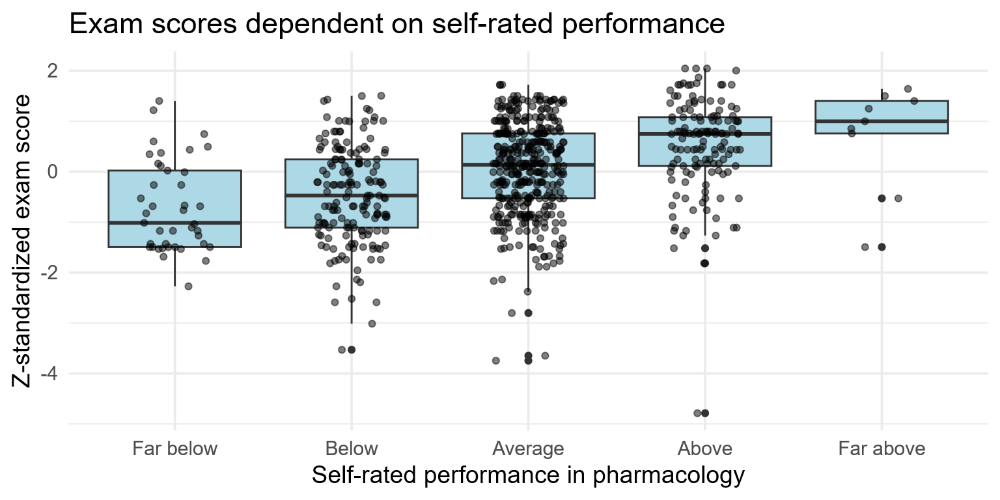 Exam scores dependent on self-rated performance
Z-standardized exam score
2
0
-2
-4
Far below Below Average Above Far above
Self-rated performance in pharmacology